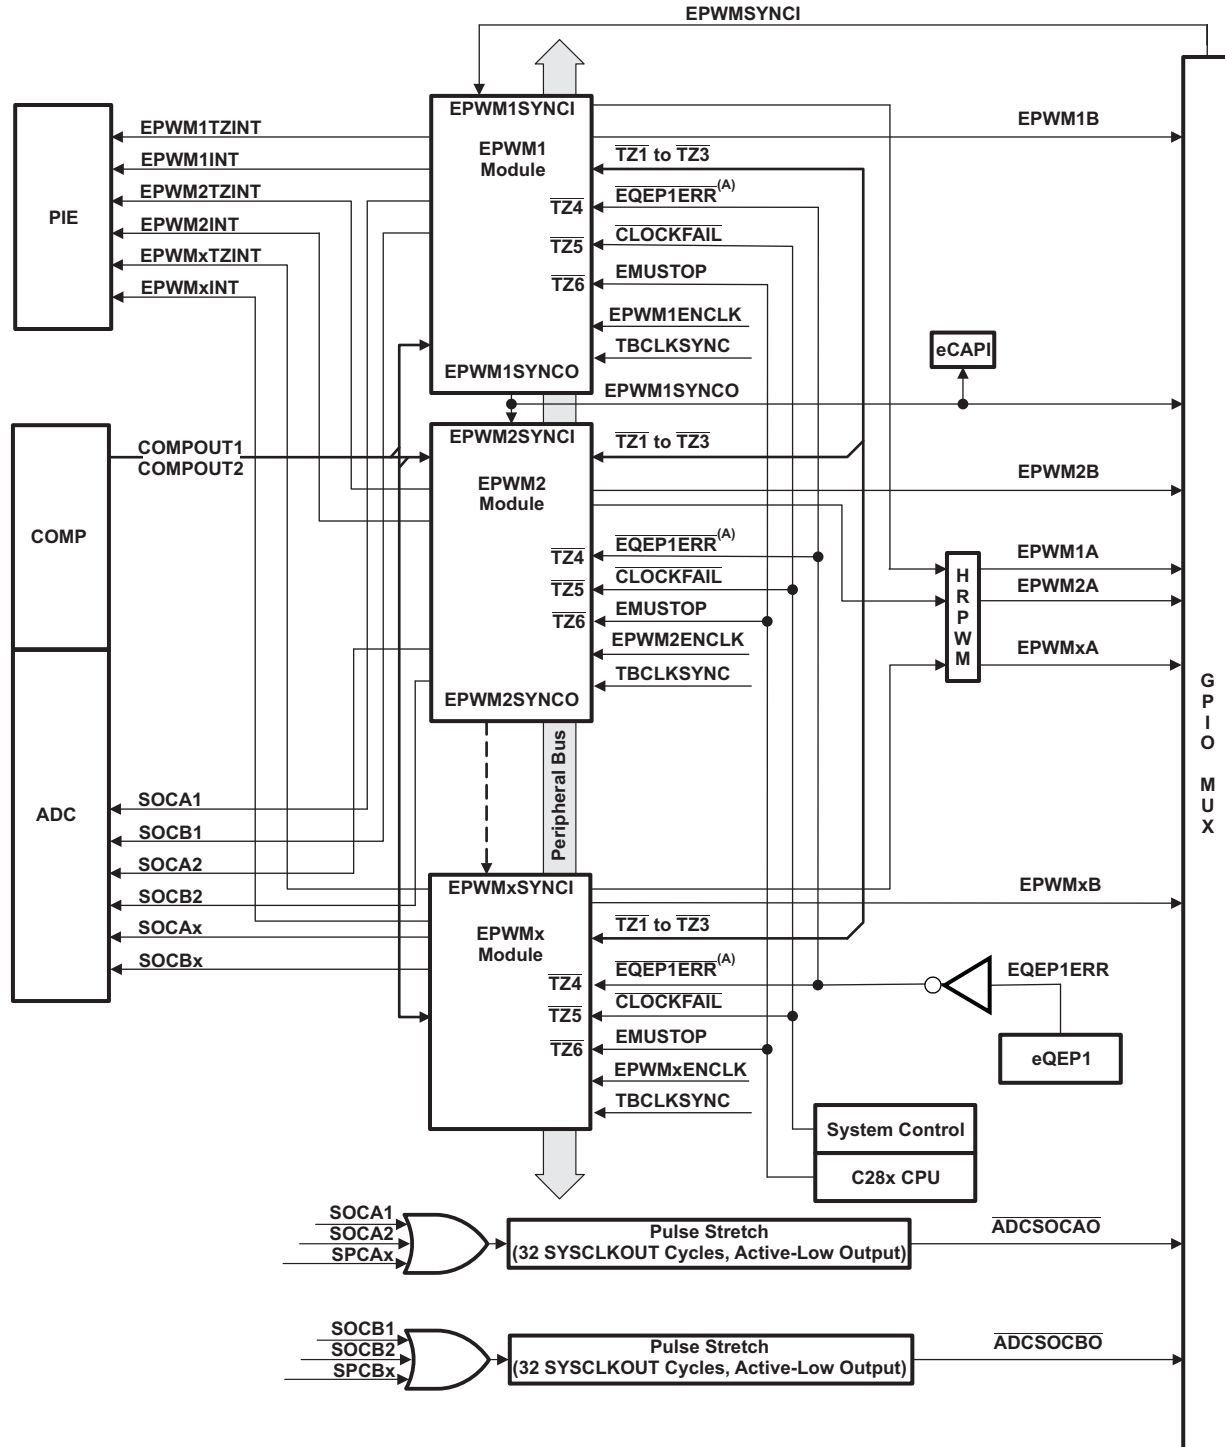 EPWMSYNCI
EPWM1SYNCI
EPWM1TZINT
EPWM1B
EPWM1
Module
TZ1 to TZ3
EPWM1INT
EPWM2TZINT
TZ4
EQEP1ERR(A)
PIE
EPWM2INT
TZ5
CLOCKFAIL
EPWMxTZINT
TZ6
EMUSTOP
EPWMxINT
EPWM1ENCLK
TBCLKSYNC
eCAPI
EPWM1SYNCO
EPWM1SYNCO
EPWM2SYNCI
TZ1 to TZ3
COMPOUT1
COMPOUT2
EPWM2B
EPWM2
Module
COMP
TZ4
EQEP1ERR(A)
EPWM1A
TZ5
CLOCKFAIL
EPWM2A
TZ6
EMUSTOP
HRPWM
EPWM2ENCLK
EPWMxA
TBCLKSYNC
EPWM2SYNCO
GPIO MUX
Peripheral Bus
ADC
SOCA1
SOCB1
SOCA2
SOCB2
SOCAx
SOCBx
EPWMxSYNCI
EPWMxB
EPWMx
Module
TZ1 to TZ3
TZ4
EQEP1ERR(A)
EQEP1ERR
TZ5
CLOCKFAIL
TZ6
EMUSTOP
eQEP1
EPWMxENCLK
TBCLKSYNC
System Control
C28x CPU
SOCA1
SOCA2
SPCAx
Pulse Stretch
(32 SYSCLKOUT Cycles, Active-Low Output)
ADCSOCAO
SOCB1
SOCB2
SPCBx
Pulse Stretch
(32 SYSCLKOUT Cycles, Active-Low Output)
ADCSOCBO